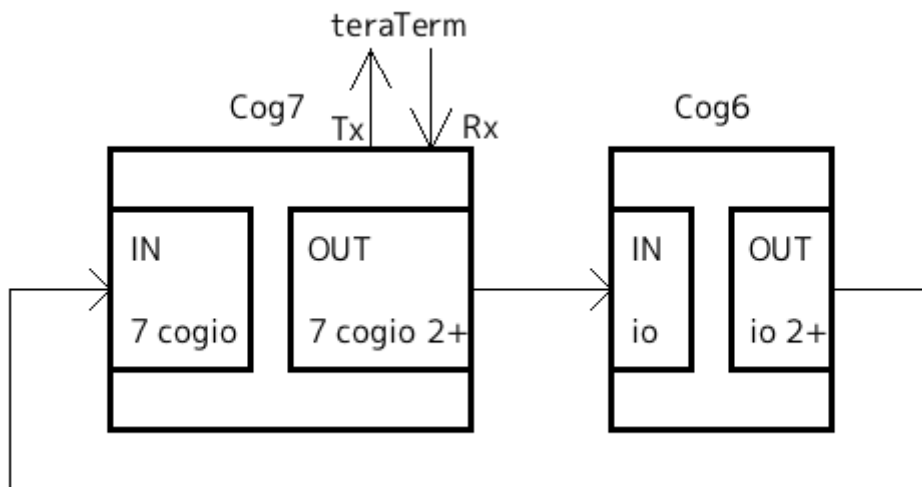 teraTerm
Cog7
Tx
Rx
Cog6
IN
OUT
IN
OUT
7 cogio
7 cogio 2+
io
io 2+